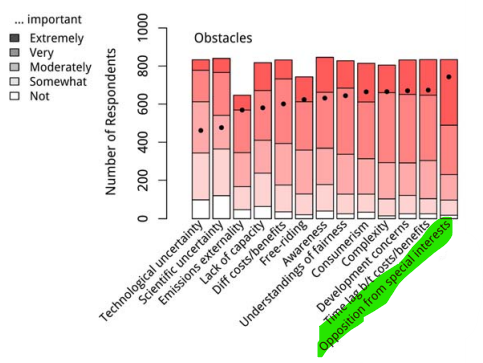 ... important
Extremely
Very
Moderately
Somewhat
Not
Obstacles
Number of Respondents
1000
800
600
400
200
0
Technological uncertainty
Scientific uncertainty
Emissions externality
Lack of capacity
Diff costs/benefits
Free-riding
Awareness
Understandings of fairness
Consumerism
Complexity
Development concerns
Time lag b/t costs/benefits
Opposition from special interests